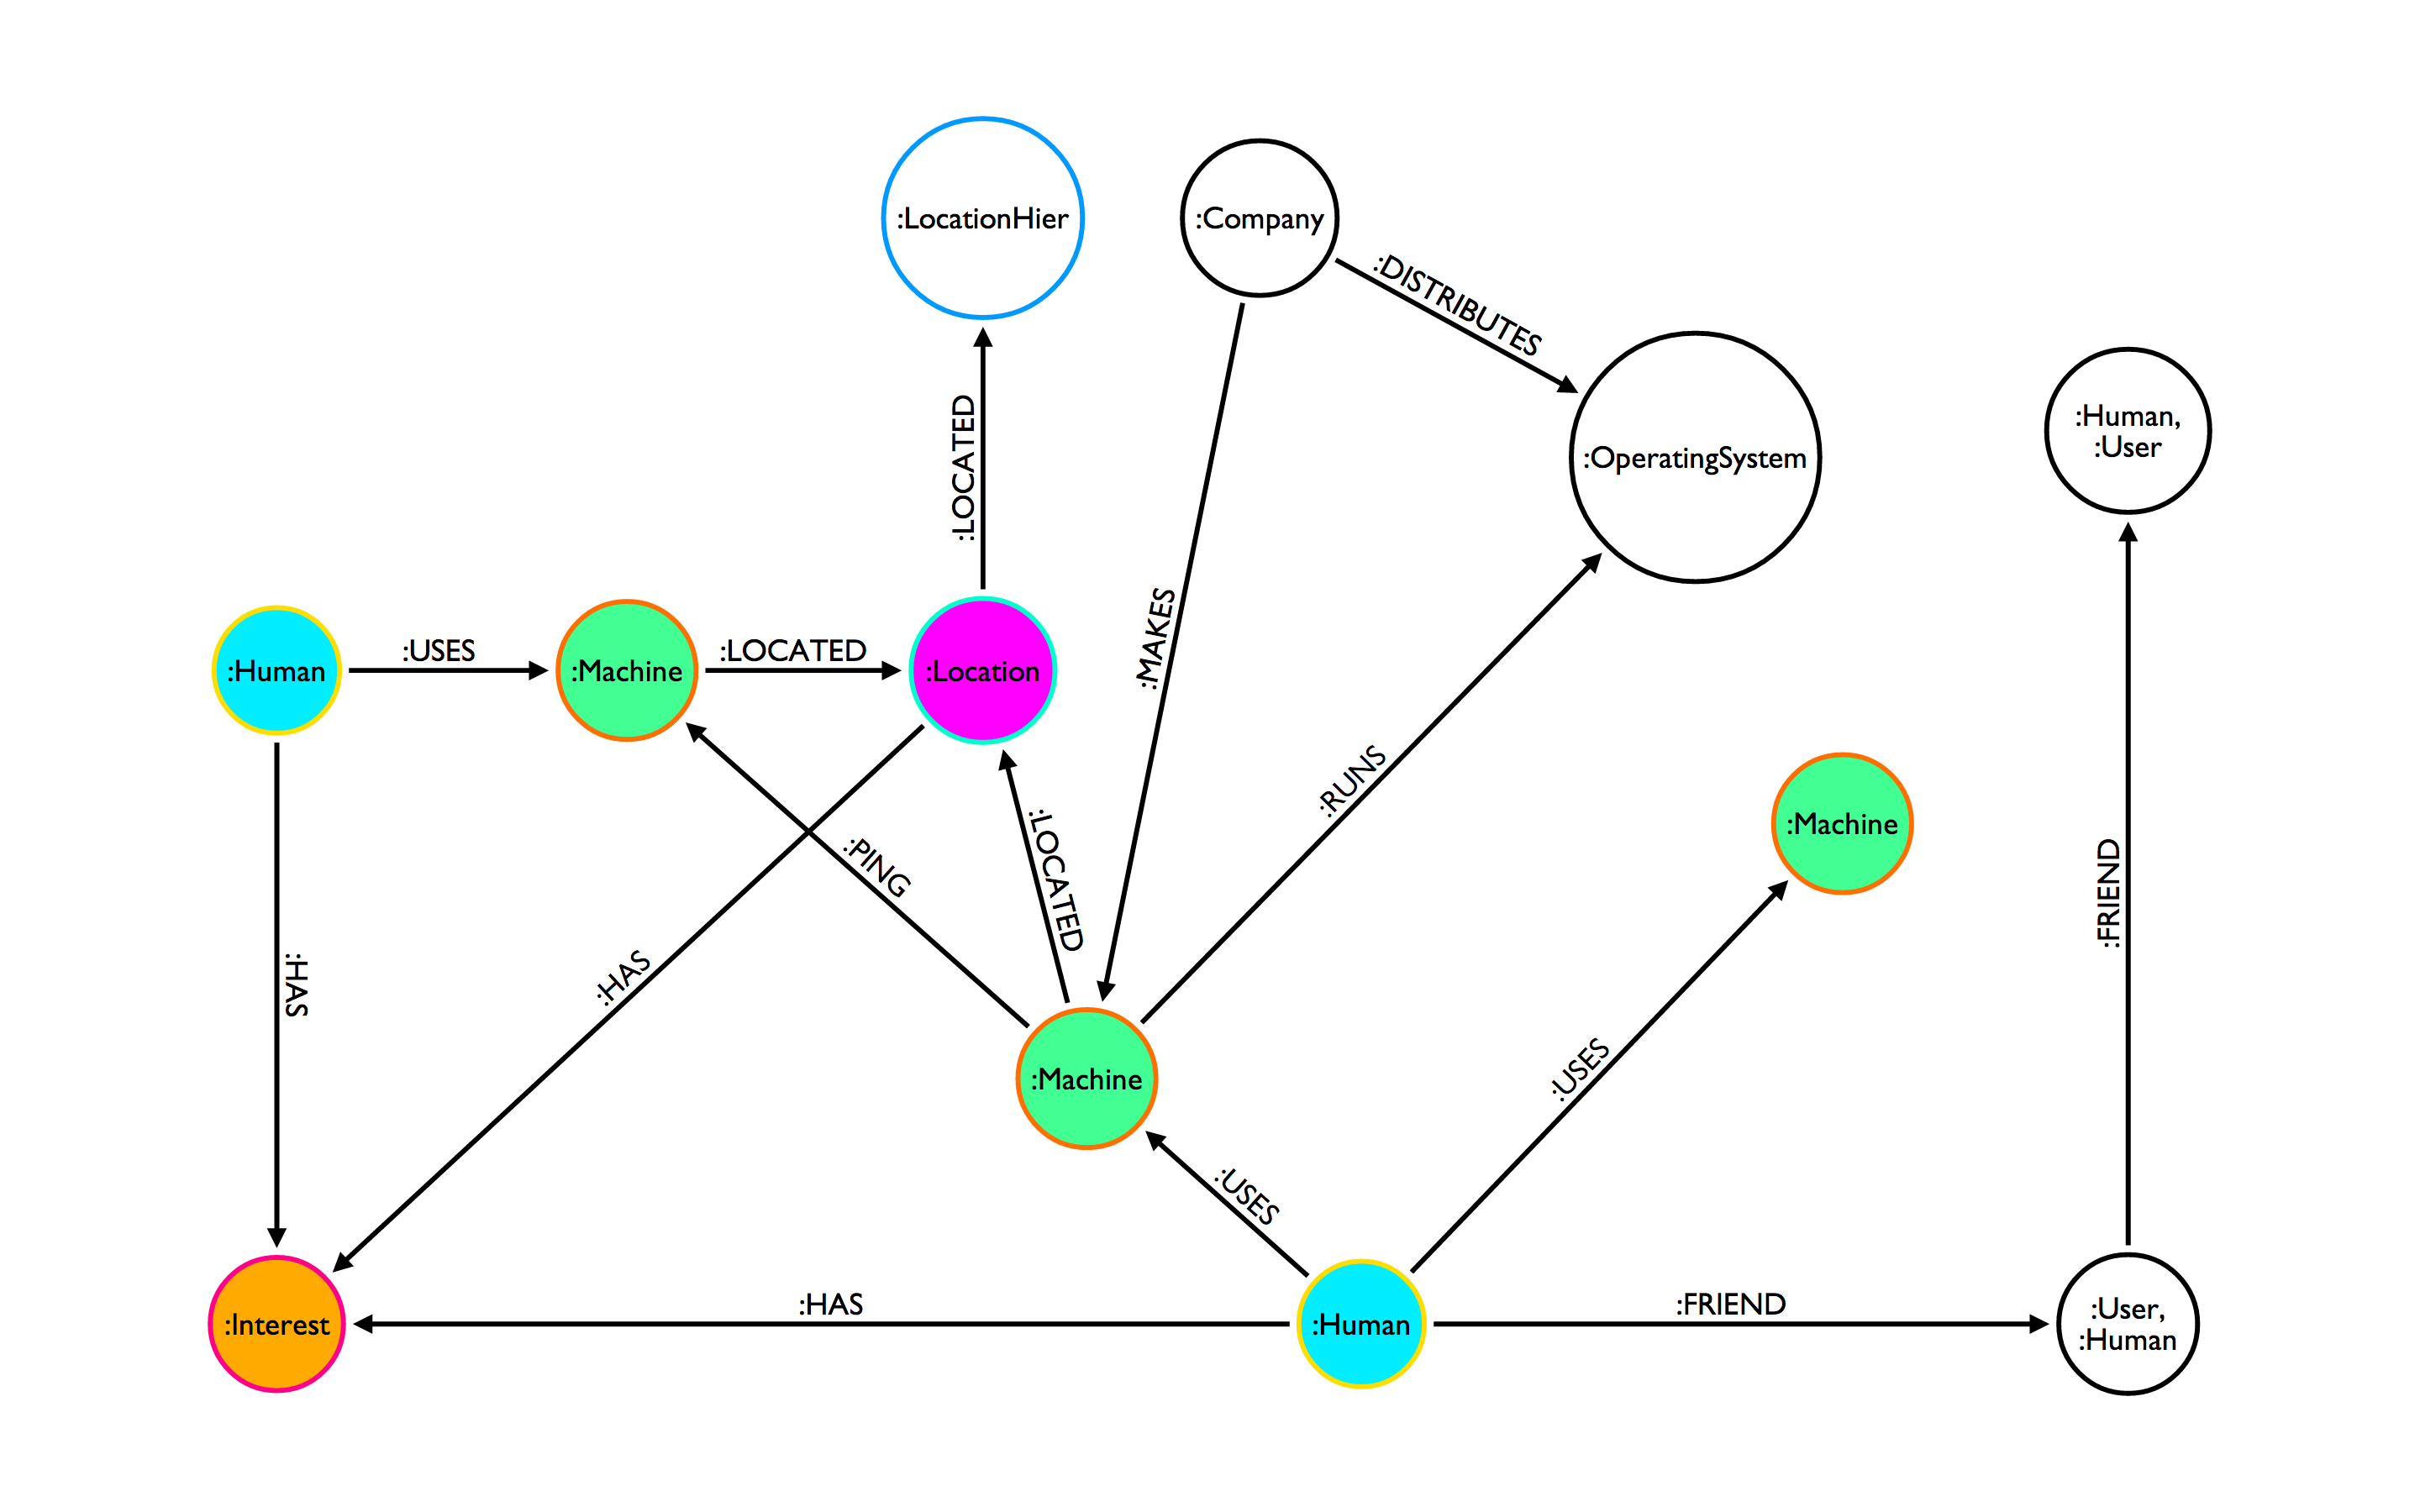 :LocationHier
:Company
:DISTRIBUTES
:OperatingSystem
:Human,
:User
:LOCATED
:MAKES
:Human
:USES
:Machine
:LOCATED
:Location
:RUNS
:Machine
:PING
:LOCATED
:FRIEND
:HAS
:HAS
:Machine
:USES
:USES
:Interest
:HAS
:Human
:FRIEND
:User,
:Human